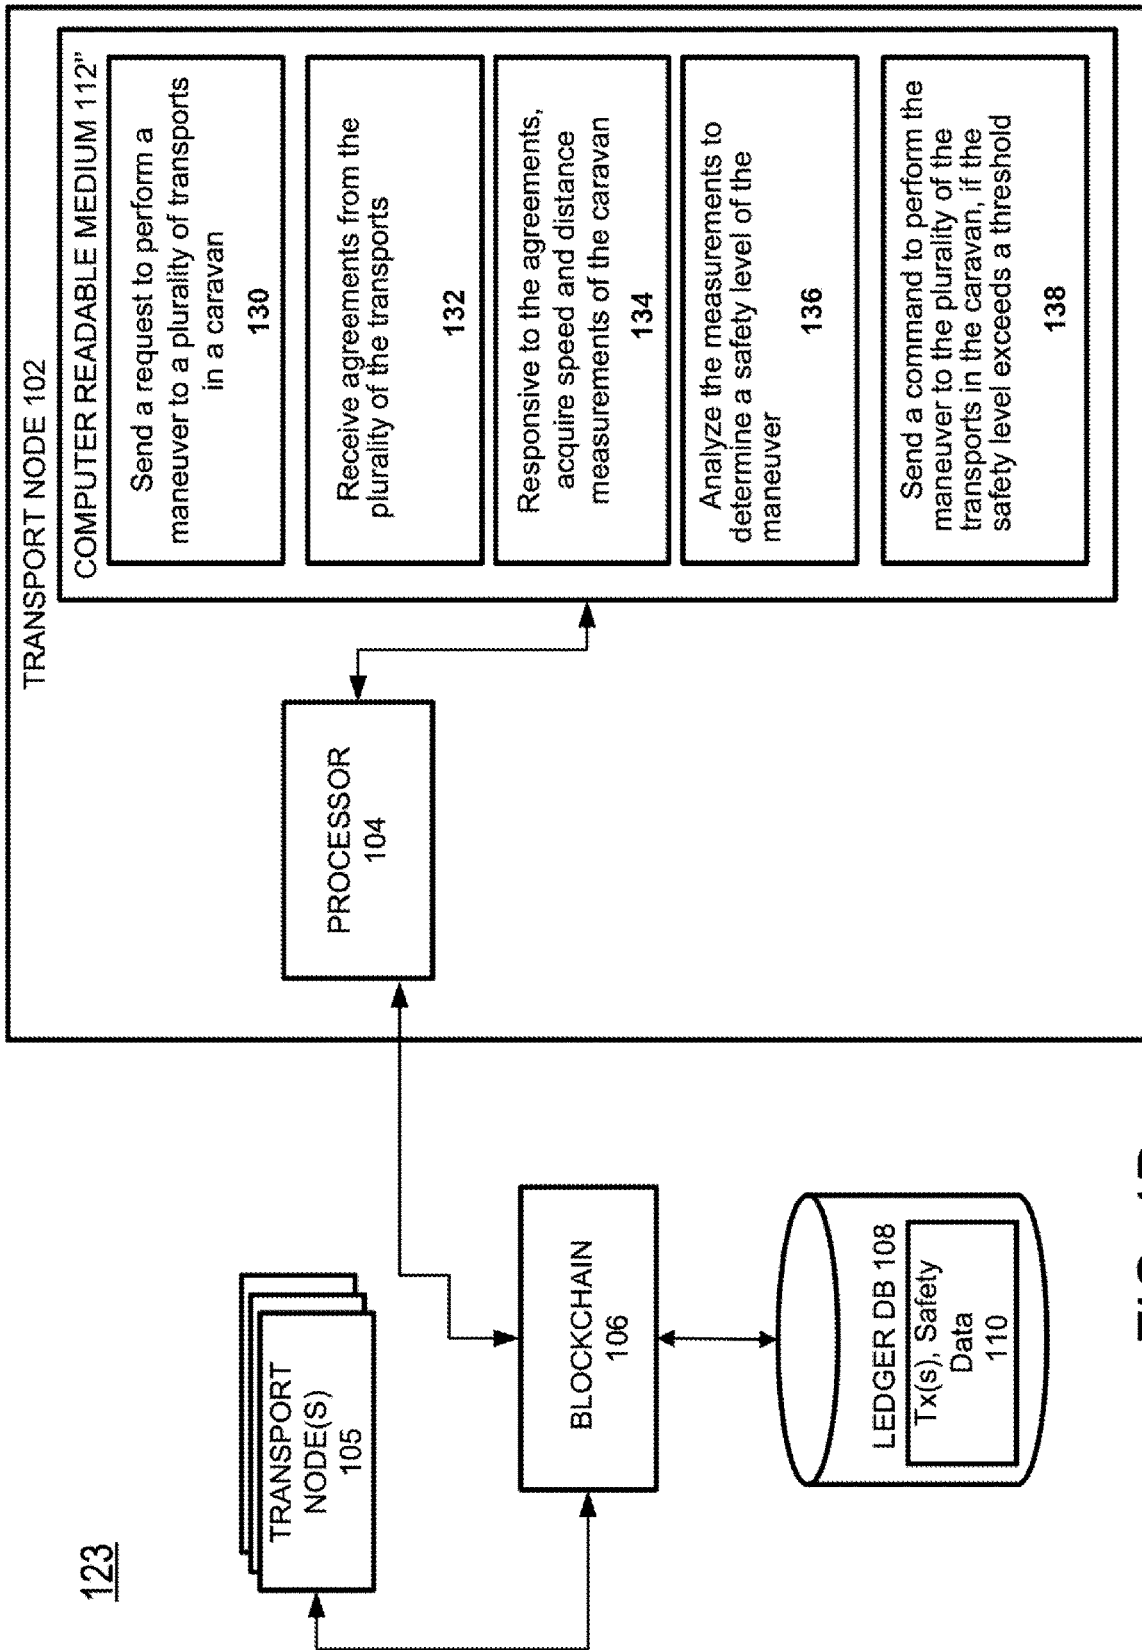 123
TRANSPORT
NODE(S)
105
BLOCKCHAIN
106
LEDGER DB 108
Tx(s), Safety
Data
110
TRANSPORT NODE 102
PROCESSOR
104
COMPUTER READABLE MEDIUM 112”
Send a request to perform a
maneuver to a plurality of transports
in a caravan
130
Receive agreements from the
plurality of the transports
132
Responsive to the agreements,
acquire speed and distance
measurements of the caravan
134
Analyze the measurements to
determine a safety level of the
maneuver
136
Send a command to perform the
maneuver to the plurality of the
transports in the caravan, if the
safety level exceeds a threshold
138